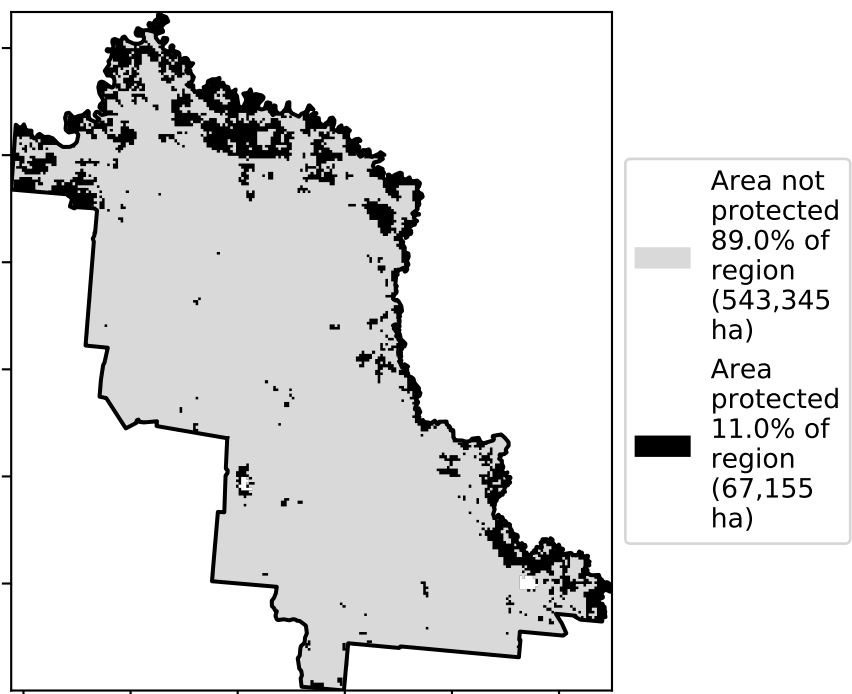 Area not
protected
89.0% of
region
(543,345
ha)
Area
protected
11.0% of
region
(67,155
ha)